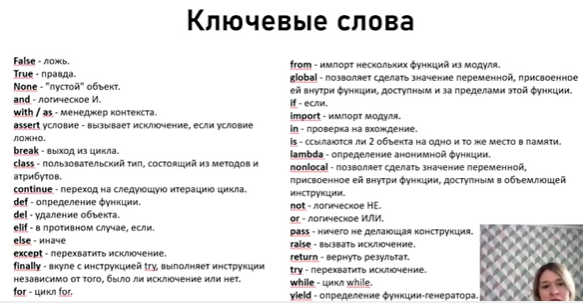 Ключевые слова
False - ложь.
True - правда.
None - "пустой" объект.
and - логическое И.
with / as - менеджер контекста.
assert условие - вызывает исключение, если условие
ложно.
break - выход из цикла.
class - пользовательский тип, состоящий из методов и
атрибутов.
continue - переход на следующую итерацию цикла.
def - определение функции.
del - удаление объекта.
elif - в противном случае, если.
else - иначе
except - перехватить исключение.
finally - вкупе с инструкцией try, выполняет инструкции
независимо от того, было ли исключение или нет.
for - цикл for.
from - импорт нескольких функций из модуля.
global - позволяет сделать значение переменной, присвоенное
ей внутри функции, доступным и за пределами этой функции.
if - если.
import - импорт модуля.
in - проверка на вхождение.
is - ссылаются ли 2 объекта на одно и то же место в памяти.
lambda - определение анонимной функции.
nonlocal - позволяет сделать значение переменной,
присвоенное ей внутри функции, доступным в объемлющей
инструкции.
not - логическое НЕ.
or - логическое ИЛИ.
pass - ничего не делающая конструкция.
raise - вызвать исключение.
return - вернуть результат.
try - перехватить исключение.
while - цикл while.
yield - определение функции-генератора.